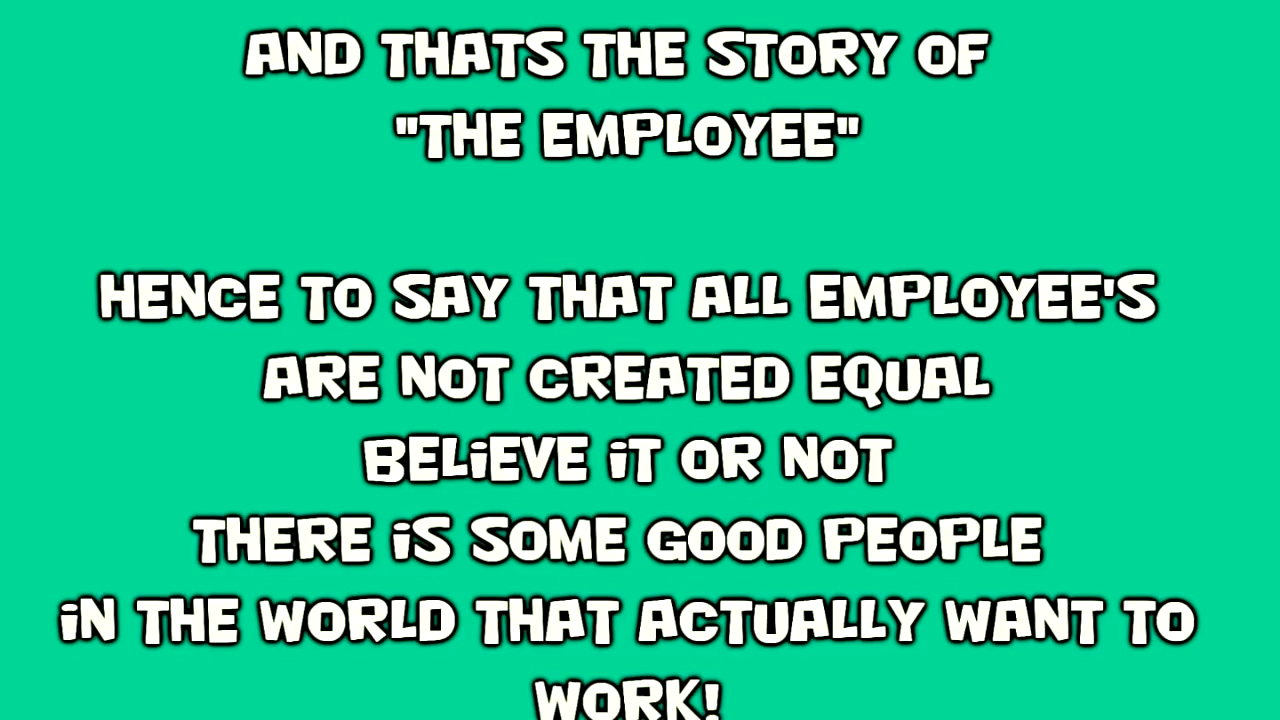 AND THATS THE STORY OF
"THE EMPLOYEE"
HENCE TO SAY THAT ALL EMPLOYEE'S
ARE NOT CREATED EQUAL
BELiEVE iT OR NOT
THERE iS SOME GOOD PEOPLE
iN THE WORLD THAT ACTUALLY WANT TO
WORK!